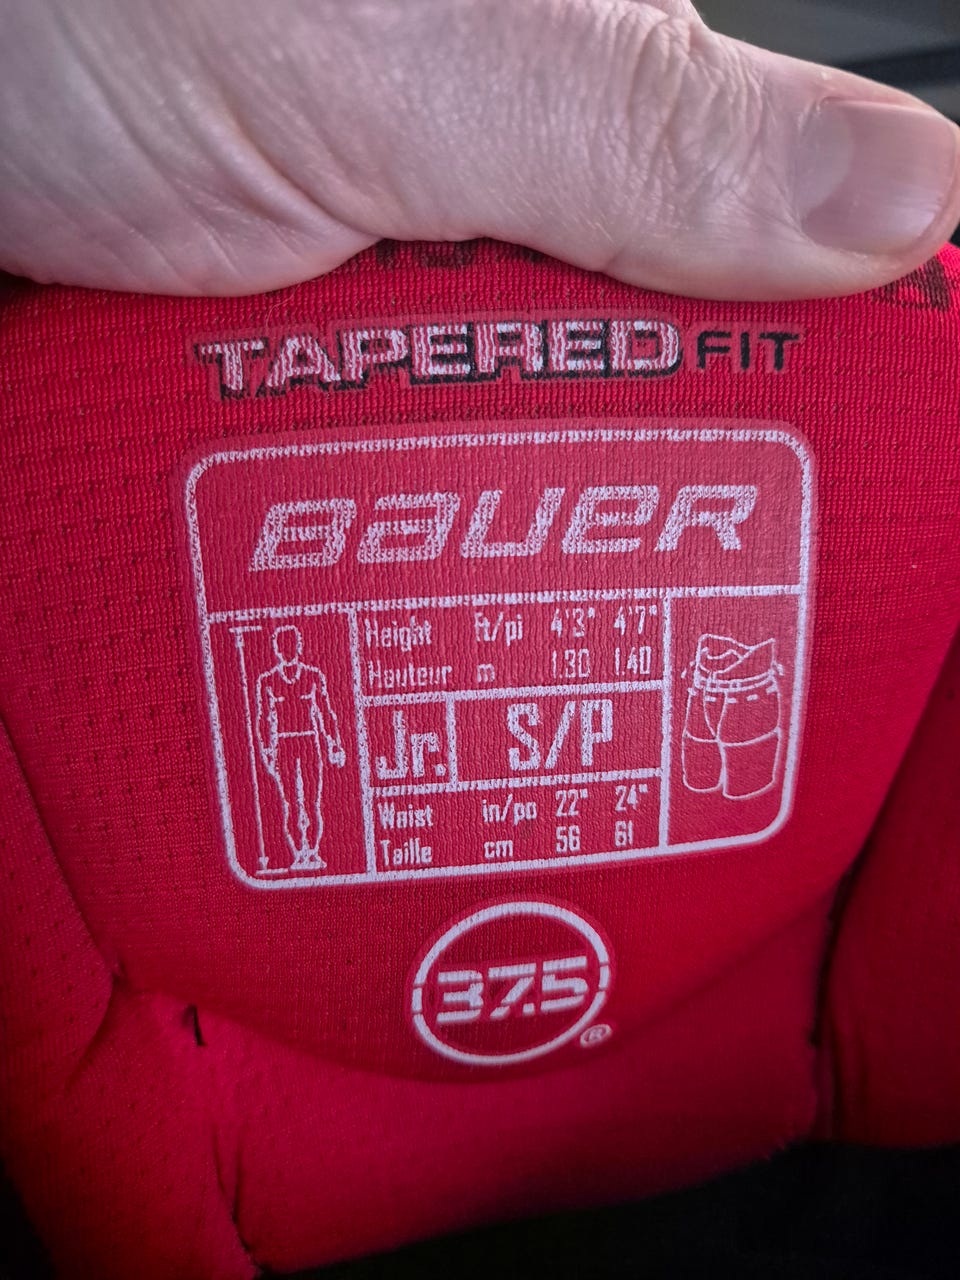 TAPERED FIT
BAUER
Height ft/pi 4'3" 4'7"
Hauteur m 1.30 1.40
Jr. S/P
Waist in/po 22" 24"
Taille cm 56 61
37.5
®